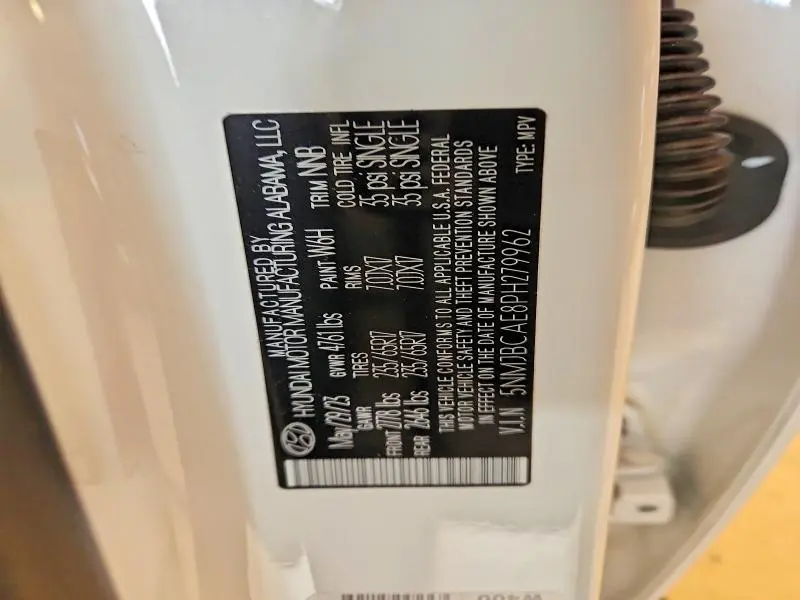 MANUFACTURED BY
HYUNDAI MOTOR MANUFACTURING ALABAMA, LLC
May/21/23 GVWR 4761 lbs PAINT W6H TRIM NNB
GAWR TIRES RIMS COLD TIRE INFL
FRONT 2778 lbs 235/65R17 7.0JX17 35 psi SINGLE
REAR 2646 lbs 235/65R17 7.0JX17 35 psi SINGLE
THIS VEHICLE CONFORMS TO ALL APPLICABLE U.S.A. FEDERAL
MOTOR VEHICLE SAFETY AND THEFT PREVENTION STANDARDS
IN EFFECT ON THE DATE OF MANUFACTURE SHOWN ABOVE
V.I.N 5NMJBCAE8PH279962 TYPE: MPV